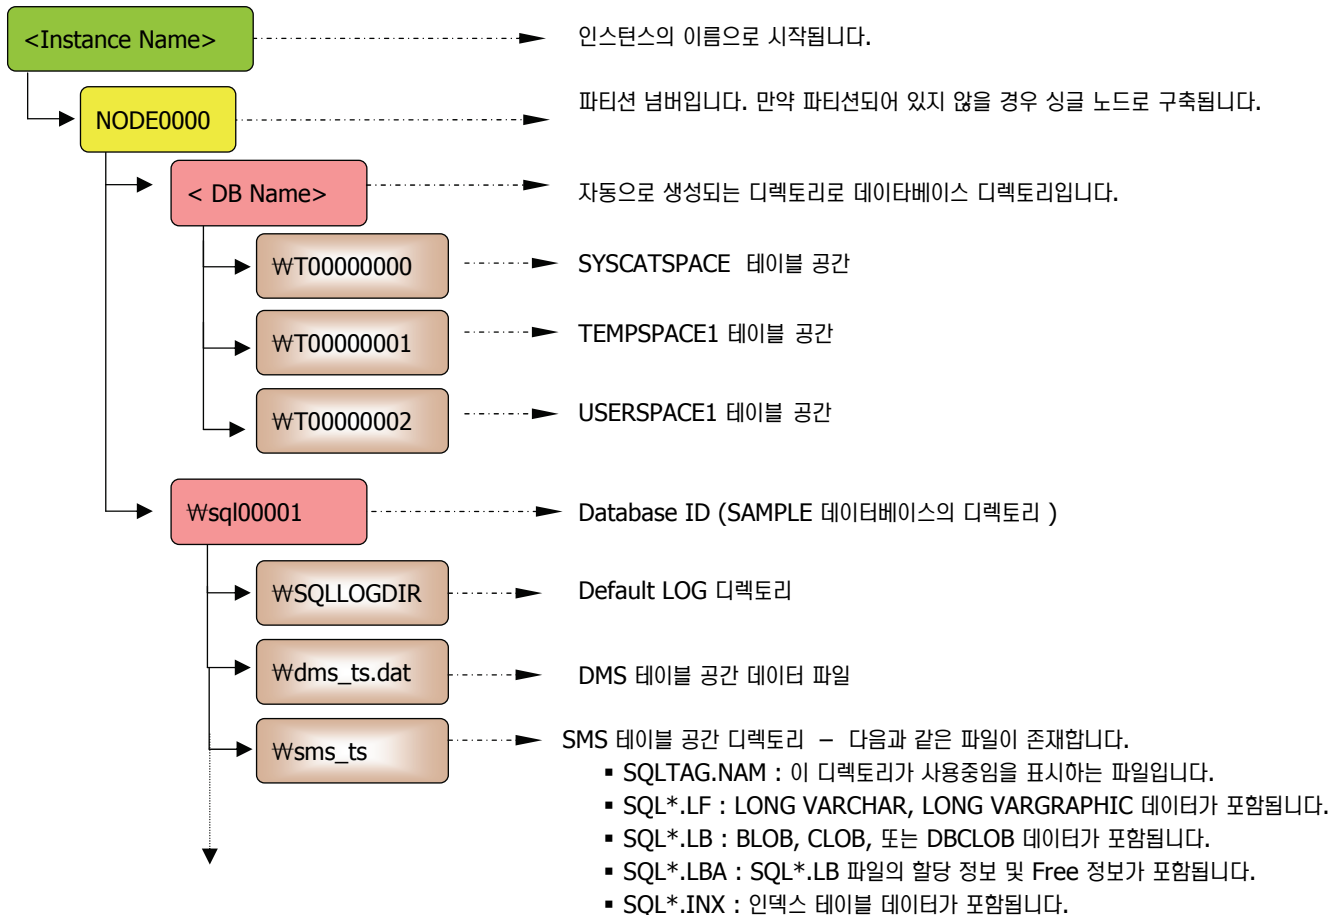 <Instance Name>
인스턴스의 이름으로 시작됩니다.
NODE0000
파티션 넘버입니다. 만약 파티션되어 있지 않을 경우 싱글 노드로 구축됩니다.
< DB Name>
자동으로 생성되는 디렉토리로 데이타베이스 디렉토리입니다.
₩T00000000
SYSCATSPACE 테이블 공간
₩T00000001
TEMPSPACE1 테이블 공간
₩T00000002
USERSPACE1 테이블 공간
₩sql00001
Database ID (SAMPLE 데이터베이스의 디렉토리 )
₩SQLLOGDIR
Default LOG 디렉토리
₩dms_ts.dat
DMS 테이블 공간 데이터 파일
₩sms_ts
SMS 테이블 공간 디렉토리 – 다음과 같은 파일이 존재합니다.
▪ SQLTAG.NAM : 이 디렉토리가 사용중임을 표시하는 파일입니다.
▪ SQL*.LF : LONG VARCHAR, LONG VARGRAPHIC 데이터가 포함됩니다.
▪ SQL*.LB : BLOB, CLOB, 또는 DBCLOB 데이터가 포함됩니다.
▪ SQL*.LBA : SQL*.LB 파일의 할당 정보 및 Free 정보가 포함됩니다.
▪ SQL*.INX : 인덱스 테이블 데이터가 포함됩니다.